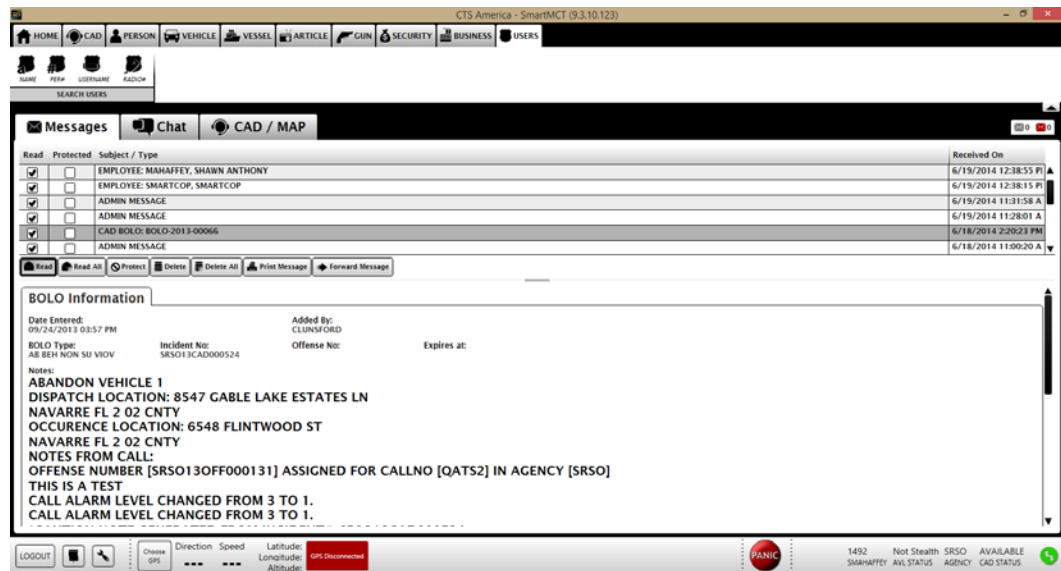 CTS America - SmartMCT (9.3.10.123)
HOME CAD PERSON VEHICLE VESSEL ARTICLE GUN SECURITY BUSINESS USERS
NAME PER# USERNAME RADIO#
SEARCH USERS
Messages Chat CAD / MAP 0 0
Read Protected Subject / Type Received On
EMPLOYEE: MAHAFFEY, SHAWN ANTHONY 6/19/2014 12:38:55 P
EMPLOYEE: SMARTCOP, SMARTCOP 6/19/2014 12:38:15 P
ADMIN MESSAGE 6/19/2014 11:31:58 A
ADMIN MESSAGE 6/19/2014 11:28:01 A
CAD BOLO: BOLO-2013-00066 6/18/2014 2:20:23 PM
ADMIN MESSAGE 6/18/2014 11:00:20 A
Read Read All Protect Delete Delete All Print Message Forward Message
BOLO Information
Date Entered: Added By:
09/24/2013 03:57 PM CLUNSFORD
BOLO Type: Incident No: Offense No: Expires at:
AB BEH NON SU VIOV SRSO13CAD000524
Notes:
ABANDON VEHICLE 1
DISPATCH LOCATION: 8547 GABLE LAKE ESTATES LN
NAVARRE FL 2 02 CNTY
OCCURENCE LOCATION: 6548 FLINTWOOD ST
NAVARRE FL 2 02 CNTY
NOTES FROM CALL:
OFFENSE NUMBER [SRSO13OFF000131] ASSIGNED FOR CALLNO [QATS2] IN AGENCY [SRSO]
THIS IS A TEST
CALL ALARM LEVEL CHANGED FROM 3 TO 1.
CALL ALARM LEVEL CHANGED FROM 3 TO 1.
LOGOUT Choose GPS Direction Speed Latitude: Longitude: Altitude: GPS Disconnected PANIC 1492 Not Stealth SRSO AVAILABLE
--- --- SMAHAFFEY AVL STATUS AGENCY CAD STATUS